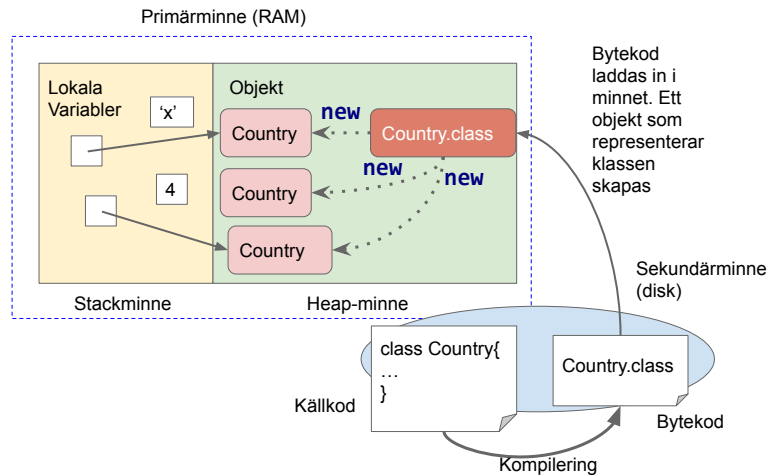 Primärminne (RAM)
Lokala
Variabler
'x'
4
Objekt
Country
new
Country.class
Country
new
new
Country
Stackminne
Heap-minne
Bytekod
laddas in i
minnet. Ett
objekt som
representerar
klassen
skapas
Sekundärminne
(disk)
class Country{
…
}
Källkod
Country.class
Bytekod
Kompilering